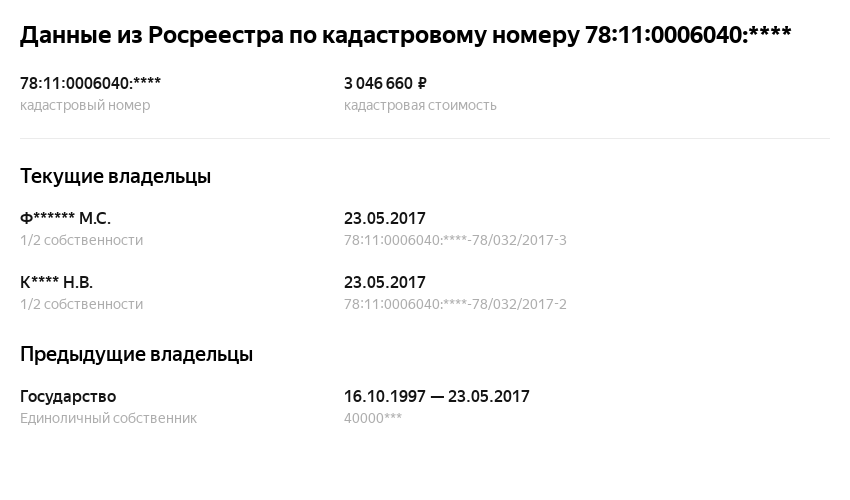 Данные из Росреестра по кадастровому номеру 78:11:0006040:****
78:11:0006040:**** 3 046 660 ₽
кадастровый номер кадастровая стоимость
Текущие владельцы
Ф****** М.С. 23.05.2017
1/2 собственности 78:11:0006040:****-78/032/2017-3
К**** Н.В. 23.05.2017
1/2 собственности 78:11:0006040:****-78/032/2017-2
Предыдущие владельцы
Государство 16.10.1997 — 23.05.2017
Единоличный собственник 40000***